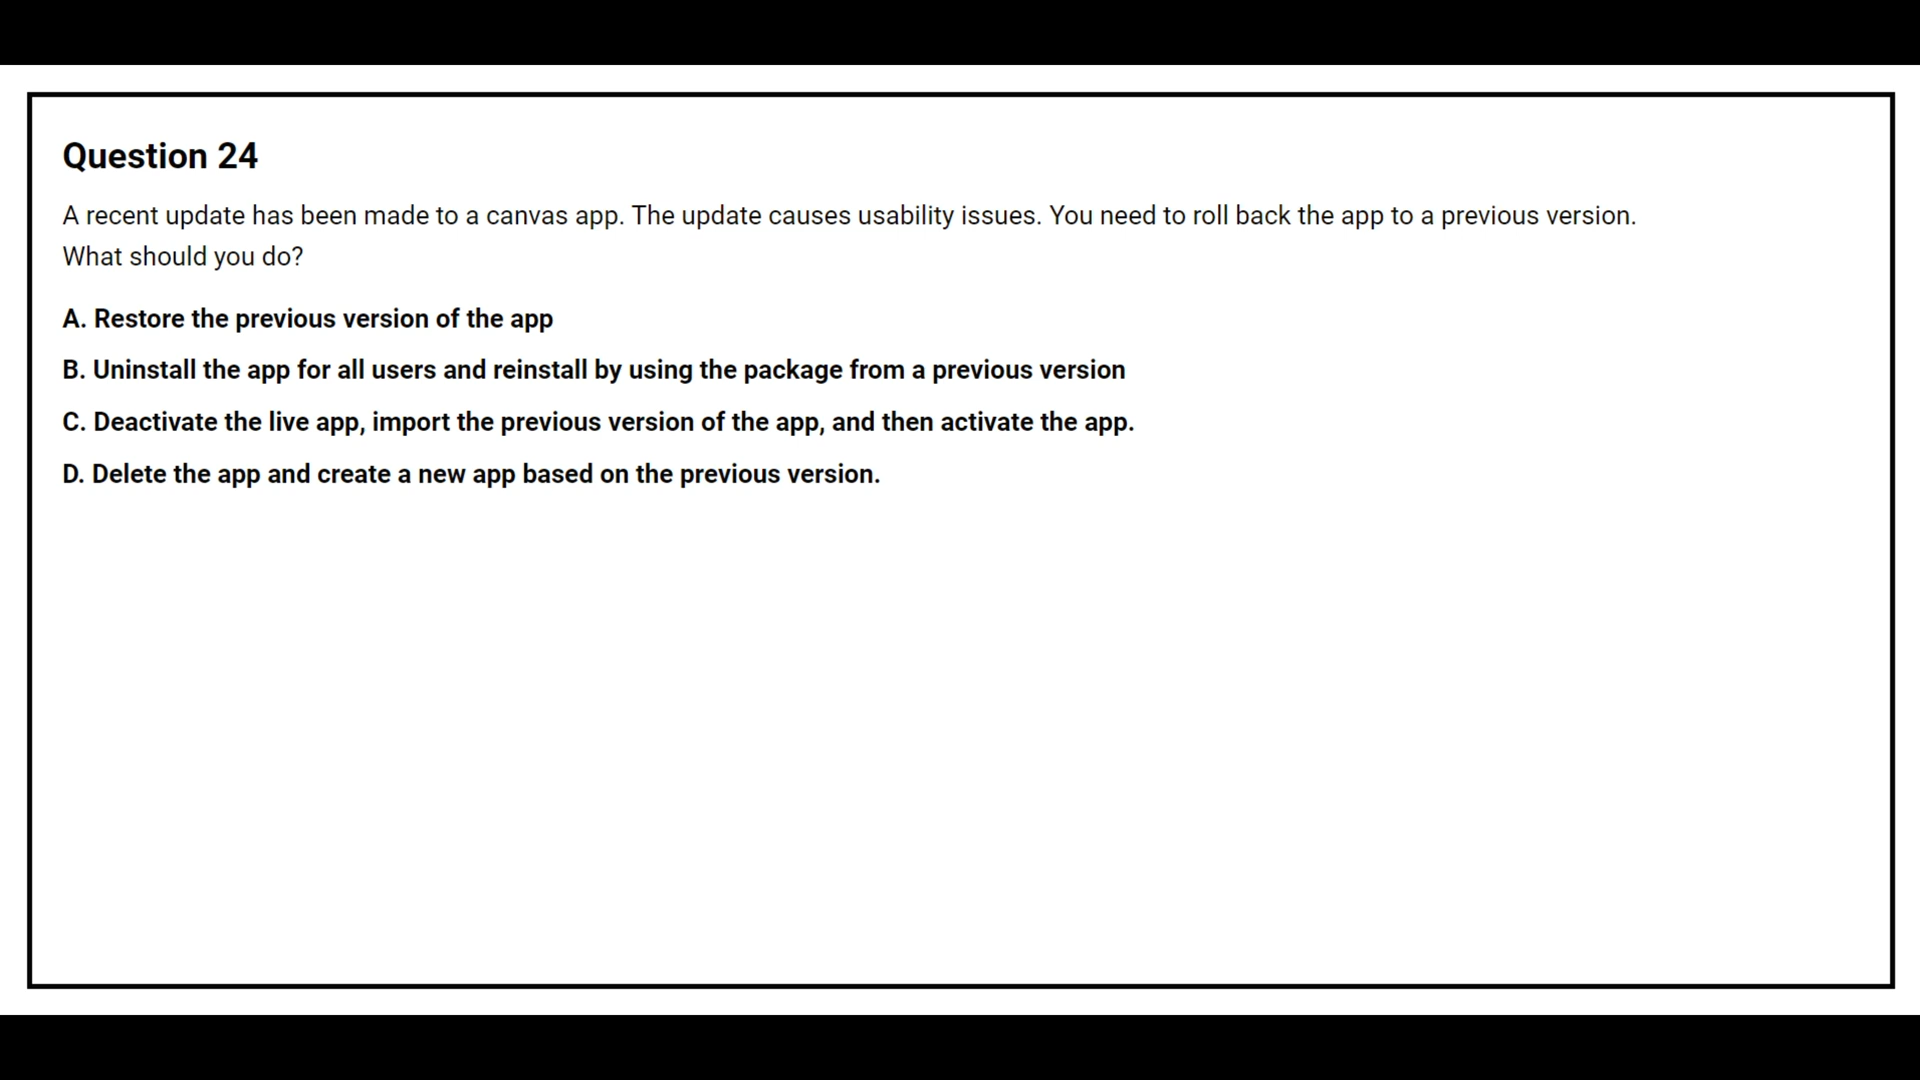 Question 24
A recent update has been made to a canvas app. The update causes usability issues. You need to roll back the app to a previous version.
What should you do?
A. Restore the previous version of the app
B. Uninstall the app for all users and reinstall by using the package from a previous version
C. Deactivate the live app, import the previous version of the app, and then activate the app.
D. Delete the app and create a new app based on the previous version.